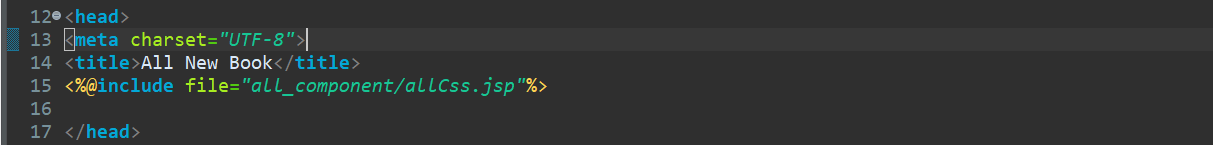 12 <head>
13 <meta charset="UTF-8">
14 <title>All New Book</title>
15 <%@include file="all_component/allCss.jsp"%>
16
17 </head>